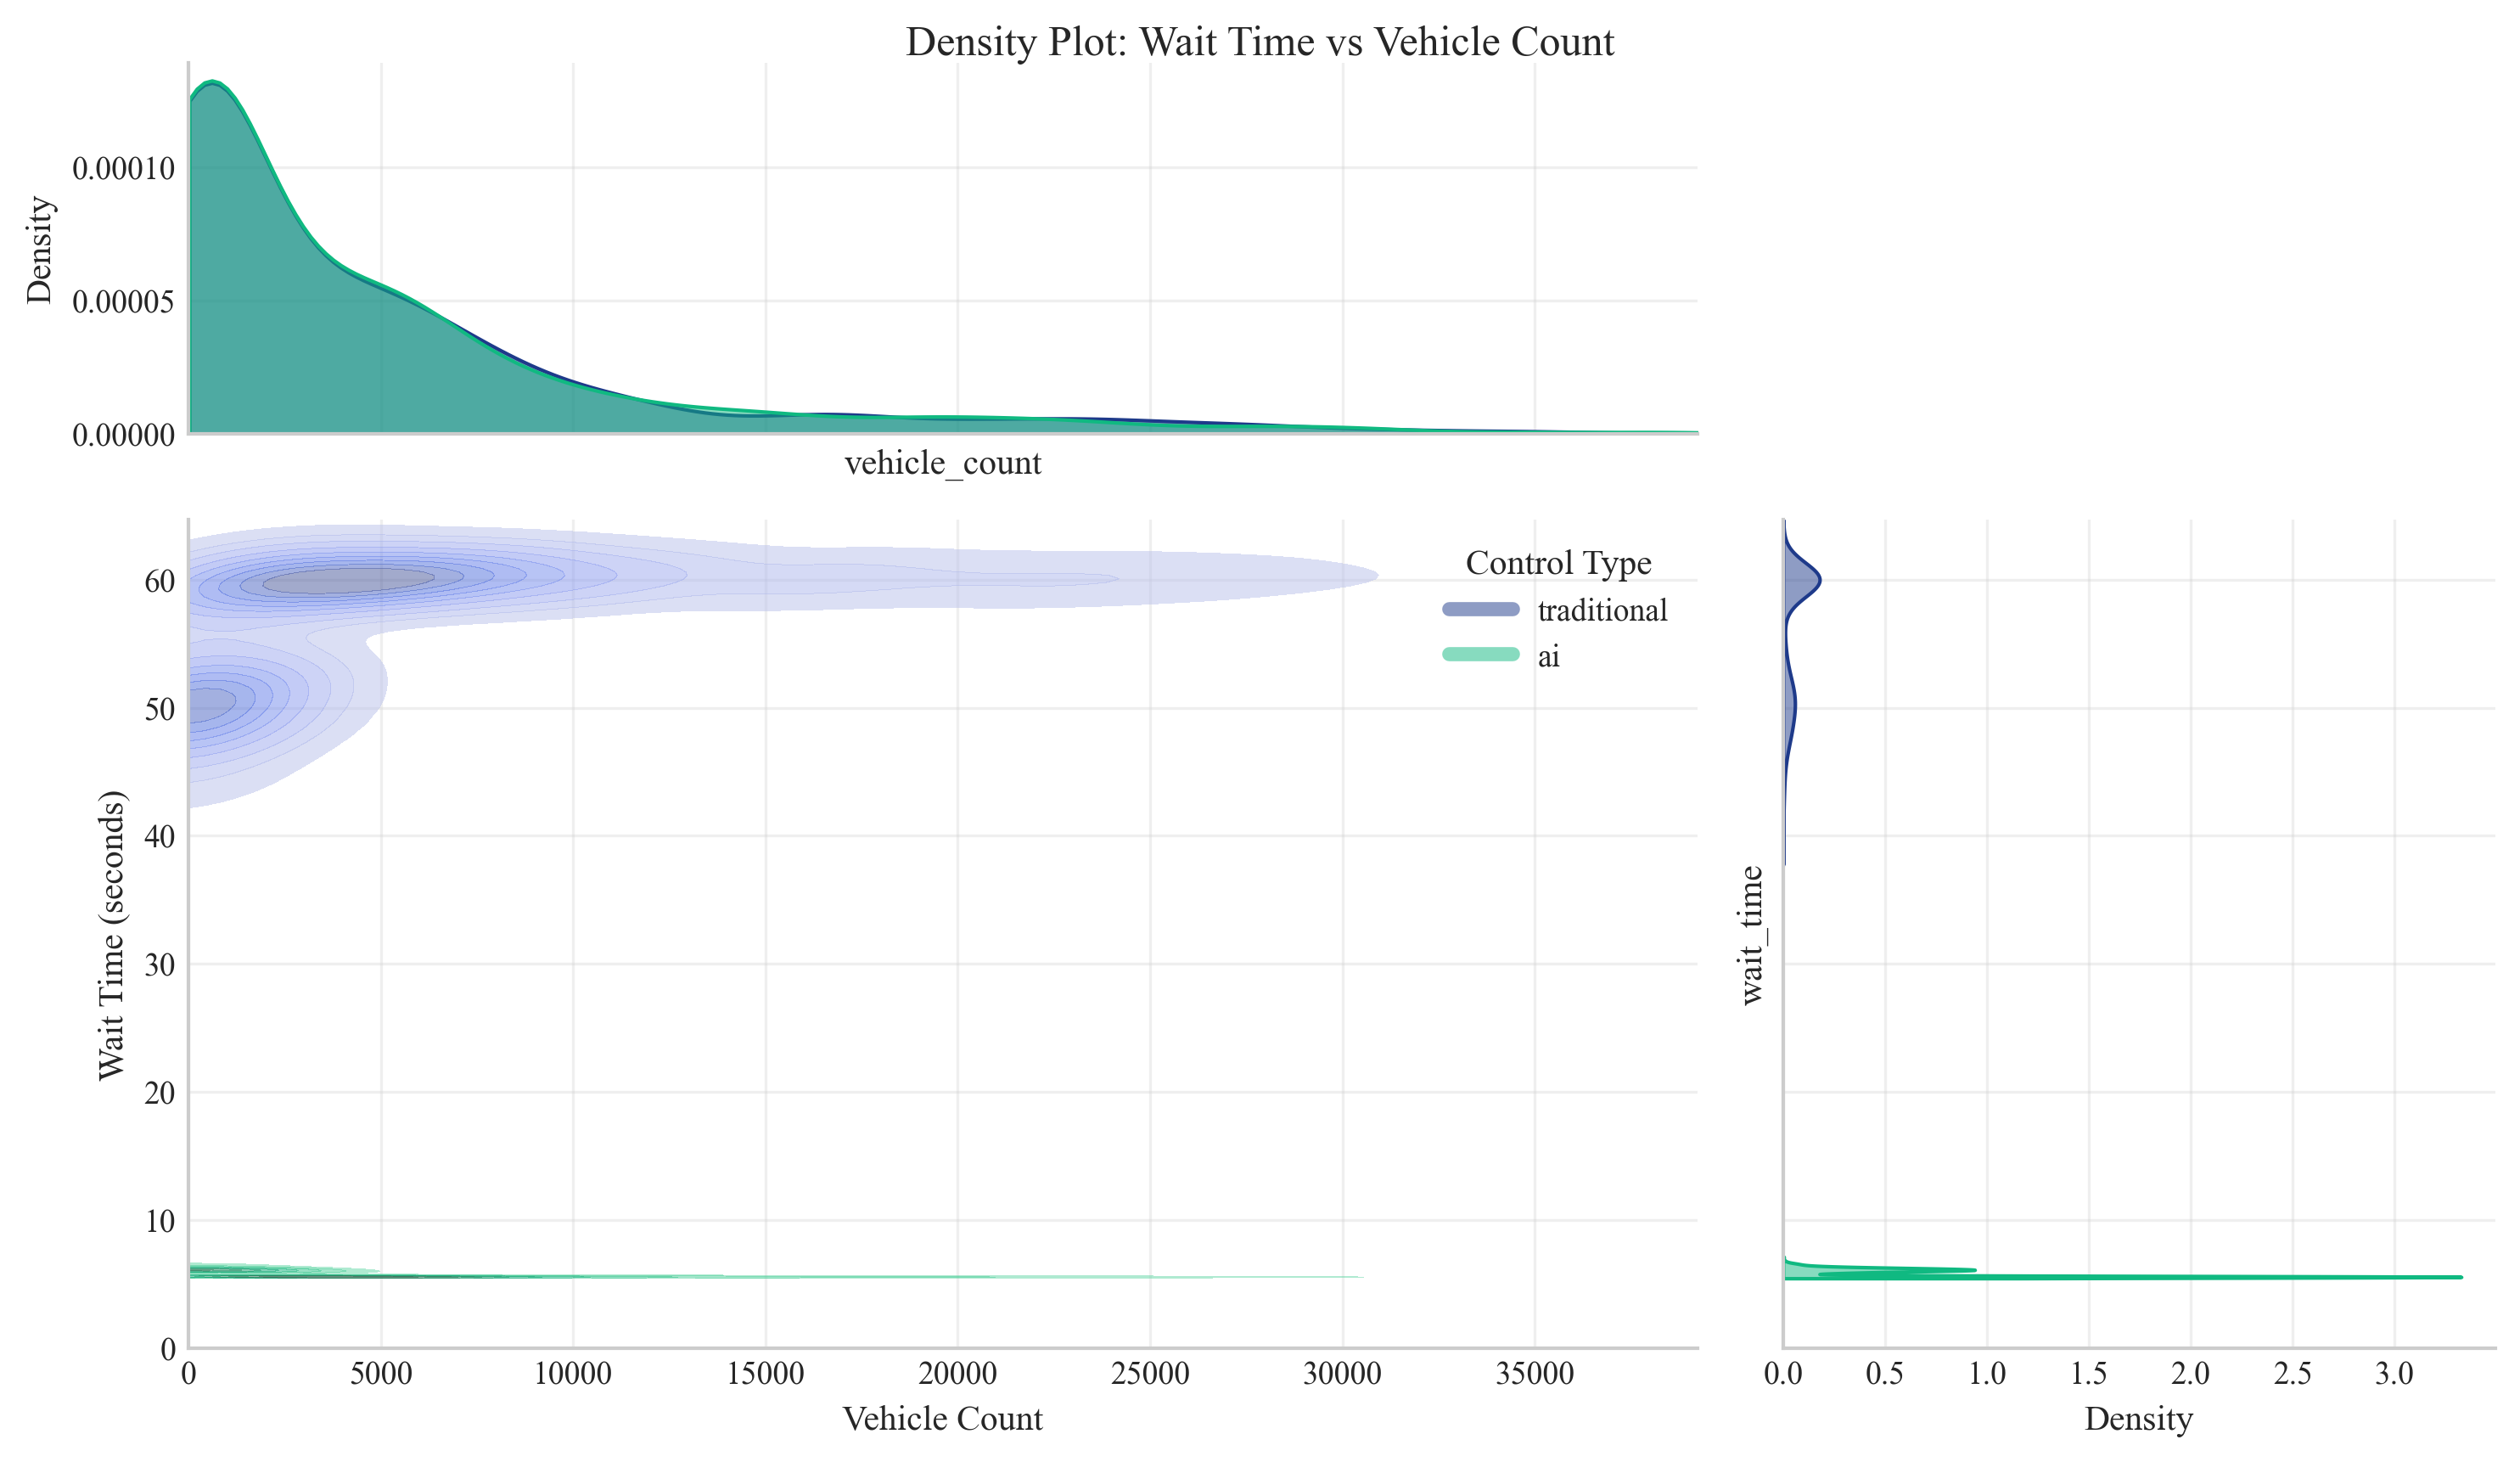 Density Plot: Wait Time vs Vehicle Count
Density
0.00010
0.00005
0.00000
vehicle_count
Wait Time (seconds)
60
50
40
30
20
10
0
Control Type
traditional
ai
0 5000 10000 15000 20000 25000 30000 35000
Vehicle Count
wait_time
0.0 0.5 1.0 1.5 2.0 2.5 3.0
Density